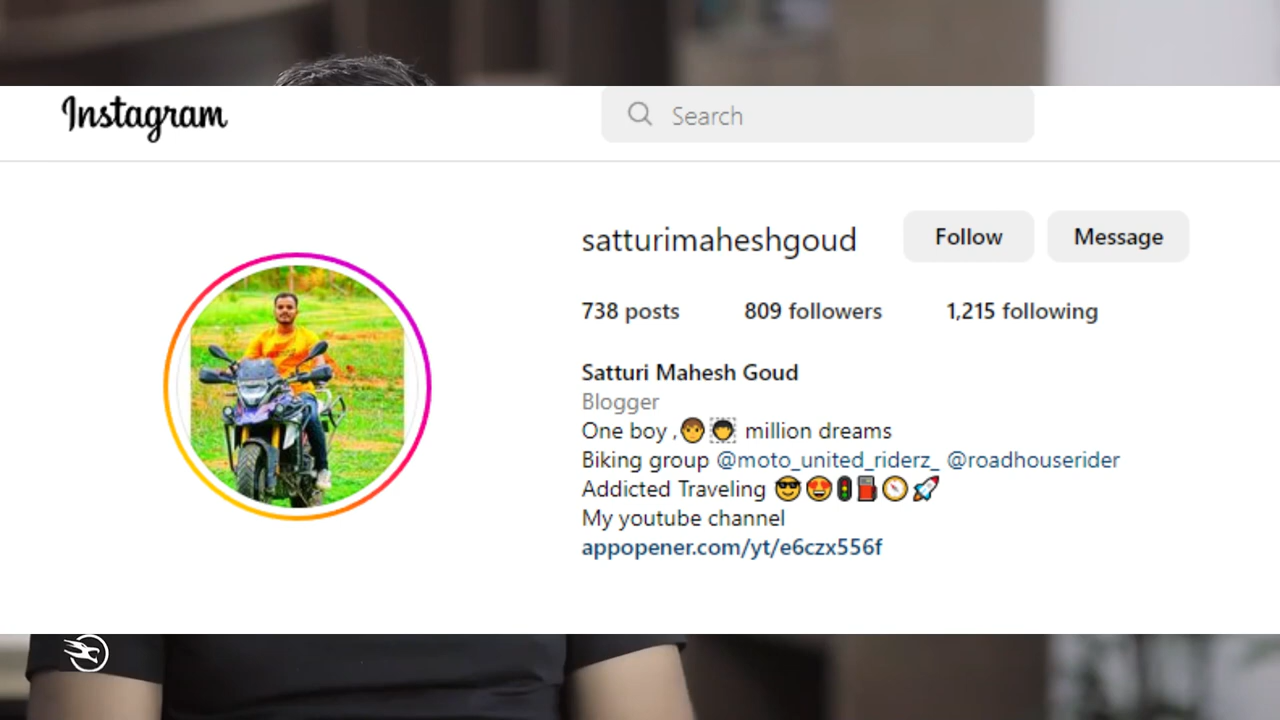 Instagram
Search
satturimaheshgoud
Follow
Message
738 posts
809 followers
1,215 following
Satturi Mahesh Goud
Blogger
One boy ,👦👦 million dreams
Biking group @moto_united_riderz_ @roadhouserider
Addicted Traveling 😎😍🚦⛽🧭🚀
My youtube channel
appopener.com/yt/e6czx556f